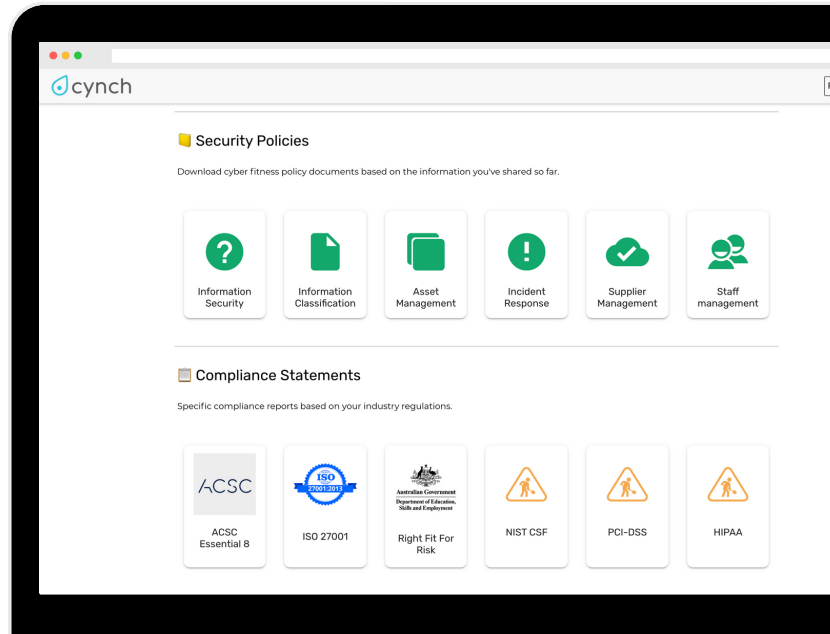 cynch
Security Policies
Download cyber fitness policy documents based on the information you've shared so far.
Information
Security
Information
Classification
Asset
Management
Incident
Response
Supplier
Management
Staff
management
Compliance Statements
Specific compliance reports based on your industry regulations.
ACSC
ACSC
Essential 8
ISO
27001:2013
ISO 27001
Australian Government
Department of Education,
Skills and Employment
Right Fit For
Risk
NIST CSF
PCI-DSS
HIPAA